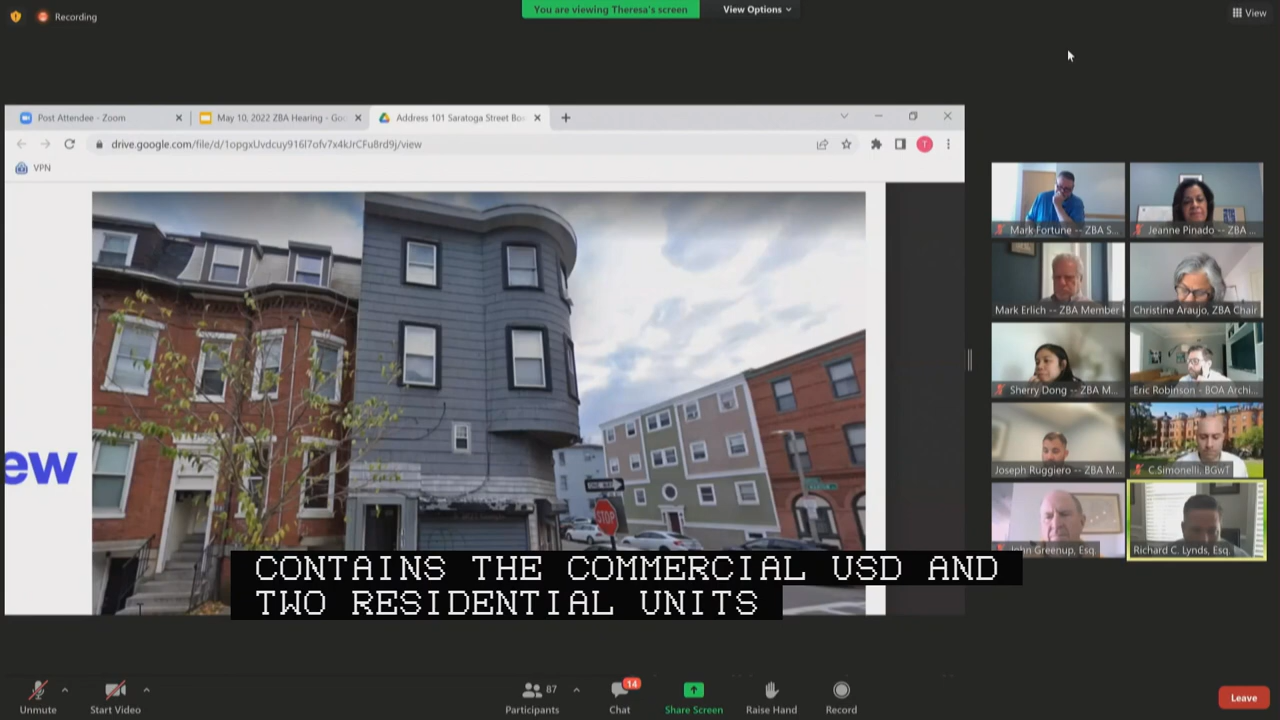 Recording
You are viewing Theresa's screen
View Options
View
Post Attendee - Zoom
May 10, 2022 ZBA Hearing - Go
Address 101 Saratoga Street Bo
drive.google.com/file/d/1opgxUvdcuy916I7ofv7x4kJrCFu8rd9j/view
T
VPN
ew
ONE WAY
STOP
Mark Fortune -- ZBA S...
Jeanne Pinado -- ZBA ...
Mark Erlich -- ZBA Member
Christine Araujo, ZBA Chair
Sherry Dong -- ZBA M...
Eric Robinson - BOA Archi...
Joseph Ruggiero -- ZBA M...
C.Simonelli, BGwT
John Greenup, Esq.
Richard C. Lynds, Esq.
CONTAINS THE COMMERCIAL USD AND
TWO RESIDENTIAL UNITS
Unmute
Start Video
87
Participants
14
Chat
Share Screen
Raise Hand
Record
Leave